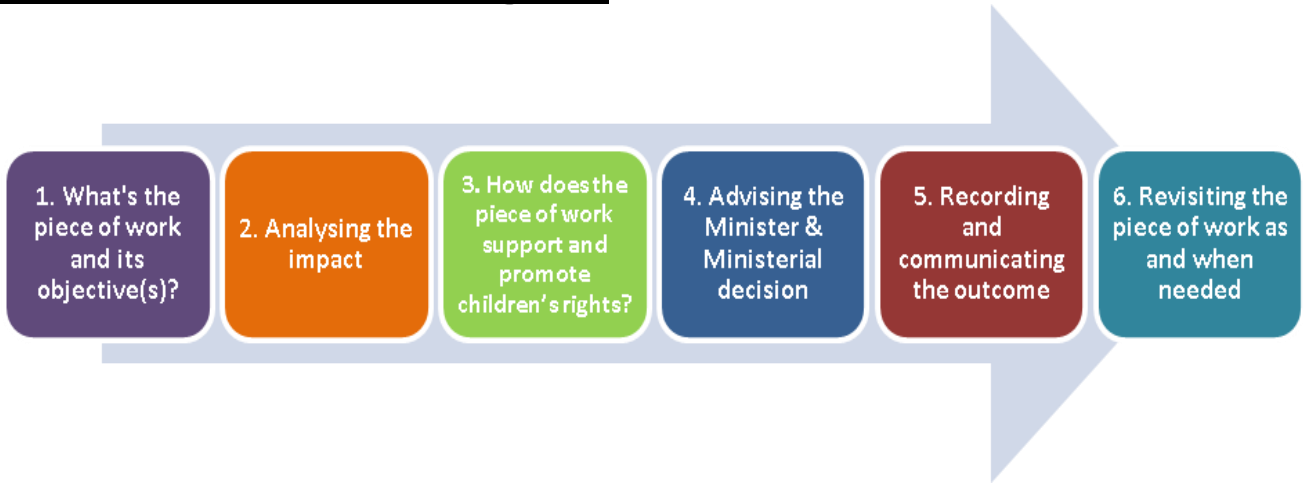 1. What's the
piece of work
and its
objective(s)?
2. Analysing the
impact
3. How does the
piece of work
support and
promote
children's rights?
4. Advising the
Minister &
Ministerial
decision
5. Recording
and
communicating
the outcome
6. Revisiting the
piece of work as
and when
needed